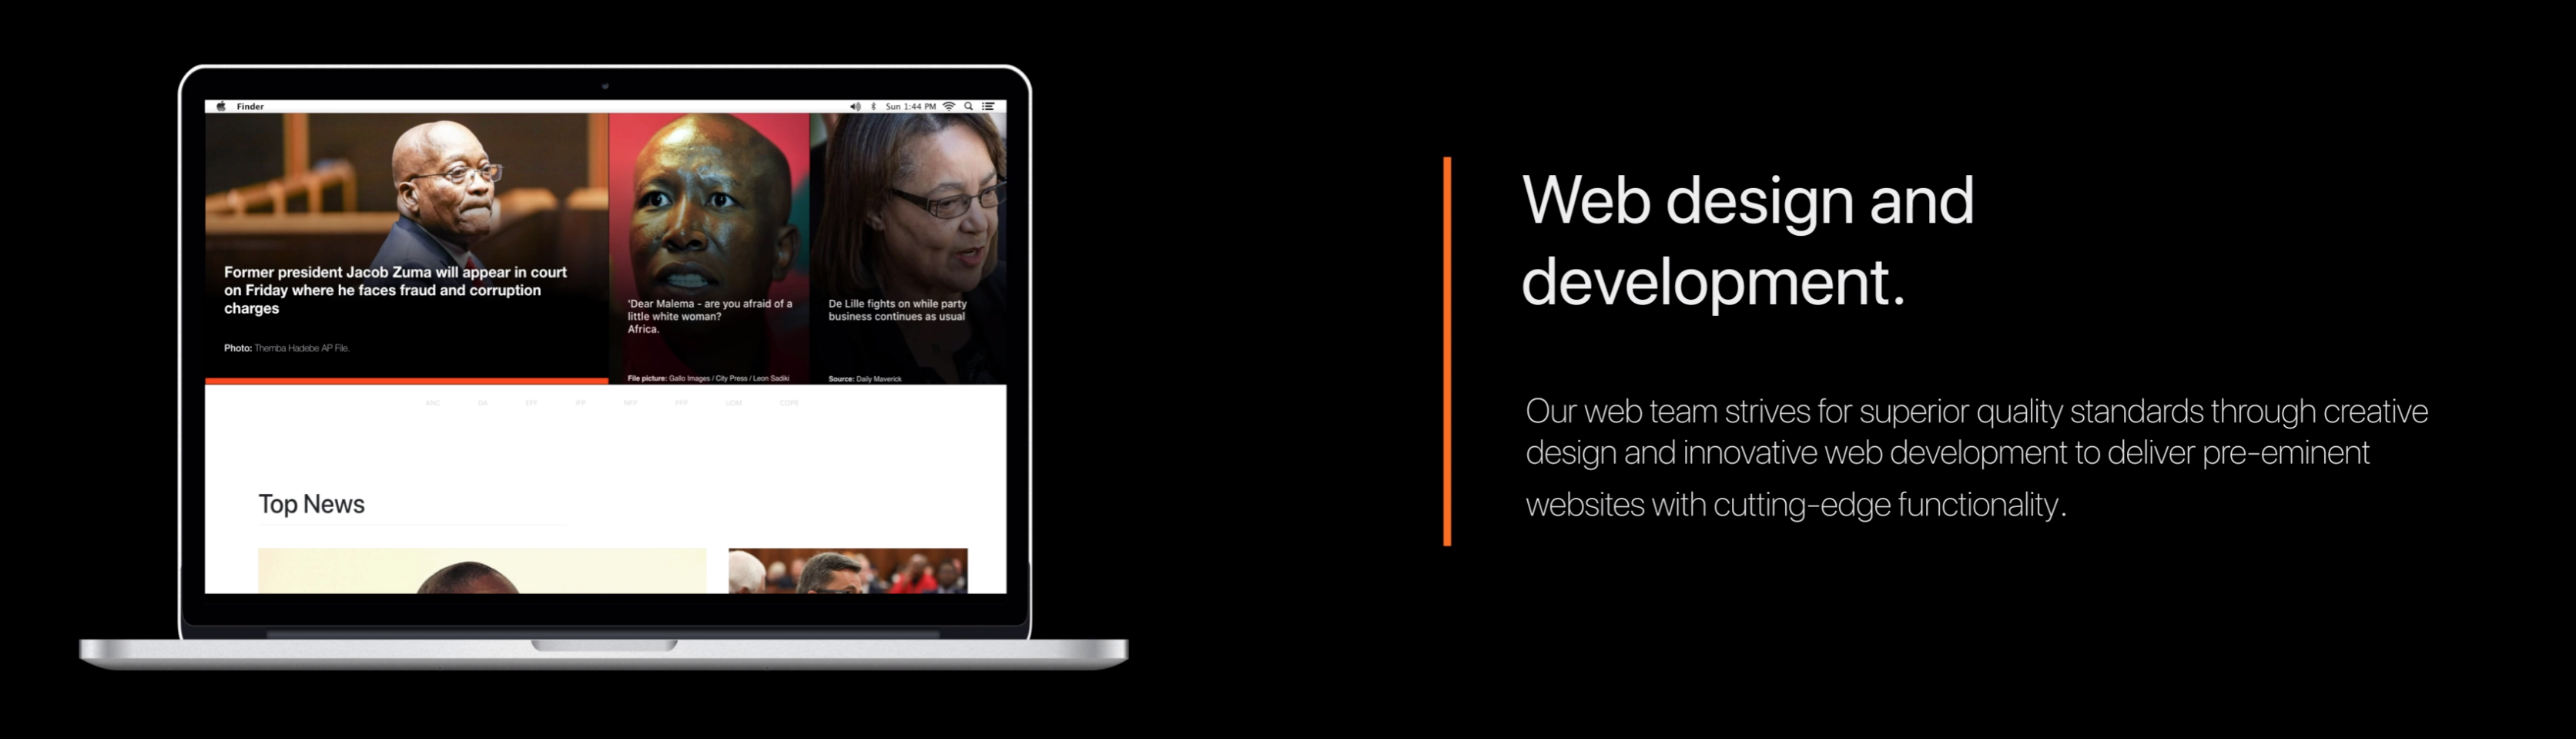 Finder
Sun 1:44 PM
Former president Jacob Zuma will appear in court
on Friday where he faces fraud and corruption
charges
Photo: Themba Hadebe AP File.
'Dear Malema - are you afraid of a
little white woman?
Africa.
File picture: Gallo Images / City Press / Leon Sadiki
De Lille fights on while party
business continues as usual
Source: Daily Maverick
ANC DA EFF IFP NFP FFP UDM COPE
Top News
Web design and
development.
Our web team strives for superior quality standards through creative
design and innovative web development to deliver pre-eminent
websites with cutting-edge functionality.